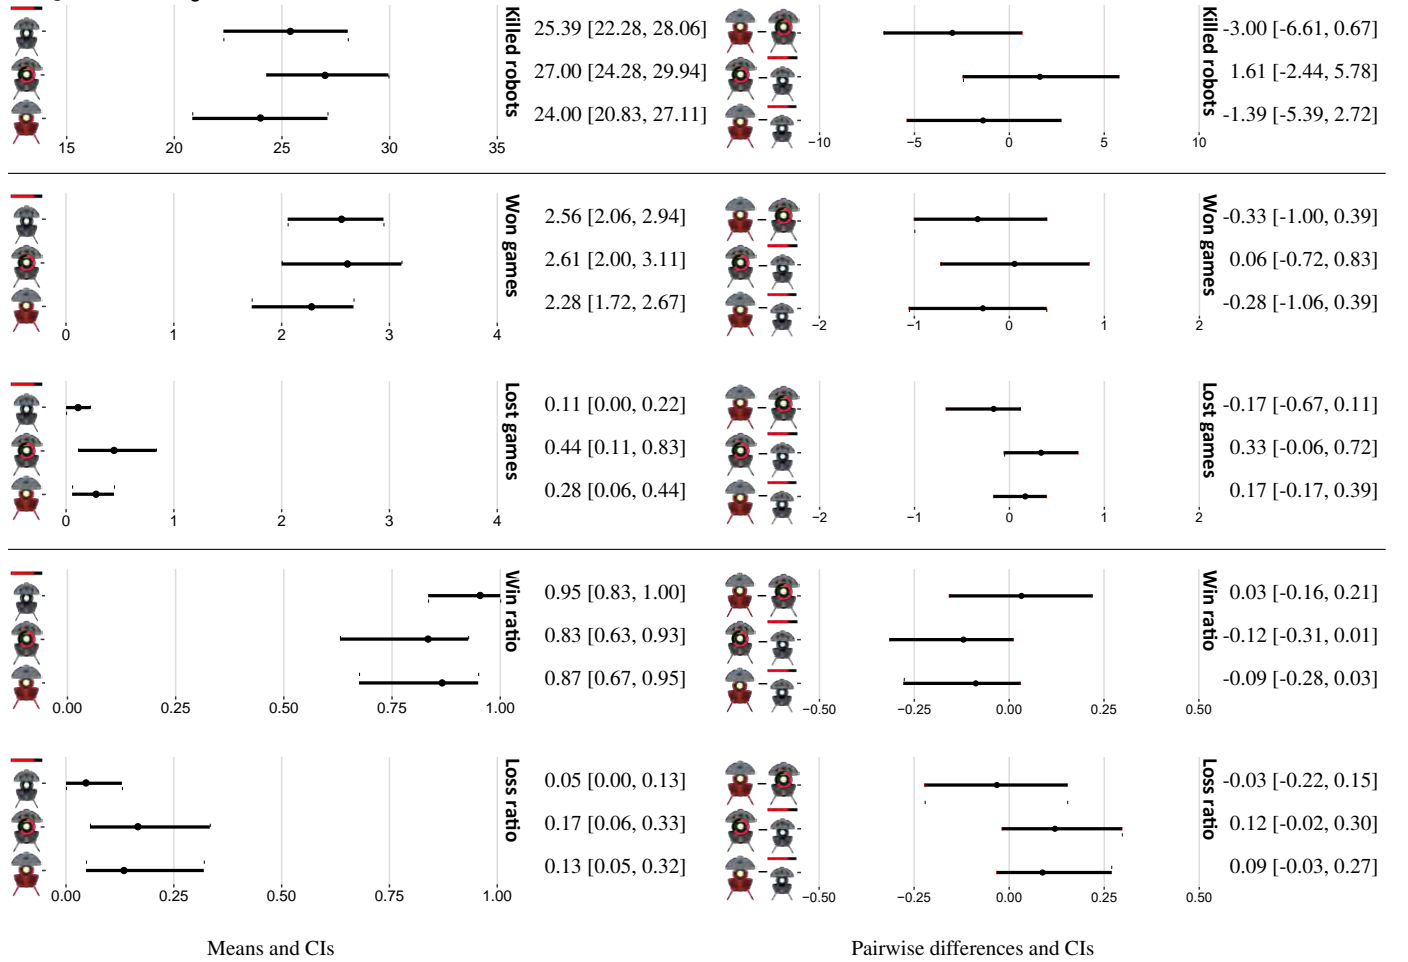 Killed robots
25.39 [22.28, 28.06]
27.00 [24.28, 29.94]
24.00 [20.83, 27.11]
15 20 25 30 35
Killed robots
-3.00 [-6.61, 0.67]
1.61 [-2.44, 5.78]
-1.39 [-5.39, 2.72]
−10 −5 0 5 10
Won games
2.56 [2.06, 2.94]
2.61 [2.00, 3.11]
2.28 [1.72, 2.67]
0 1 2 3 4
Won games
-0.33 [-1.00, 0.39]
0.06 [-0.72, 0.83]
-0.28 [-1.06, 0.39]
−2 −1 0 1 2
Lost games
0.11 [0.00, 0.22]
0.44 [0.11, 0.83]
0.28 [0.06, 0.44]
0 1 2 3 4
Lost games
-0.17 [-0.67, 0.11]
0.33 [-0.06, 0.72]
0.17 [-0.17, 0.39]
−2 −1 0 1 2
Win ratio
0.95 [0.83, 1.00]
0.83 [0.63, 0.93]
0.87 [0.67, 0.95]
0.00 0.25 0.50 0.75 1.00
Win ratio
0.03 [-0.16, 0.21]
-0.12 [-0.31, 0.01]
-0.09 [-0.28, 0.03]
−0.50 −0.25 0.00 0.25 0.50
Loss ratio
0.05 [0.00, 0.13]
0.17 [0.06, 0.33]
0.13 [0.05, 0.32]
0.00 0.25 0.50 0.75 1.00
Loss ratio
-0.03 [-0.22, 0.15]
0.12 [-0.02, 0.30]
0.09 [-0.03, 0.27]
−0.50 −0.25 0.00 0.25 0.50
Means and CIs
Pairwise differences and CIs